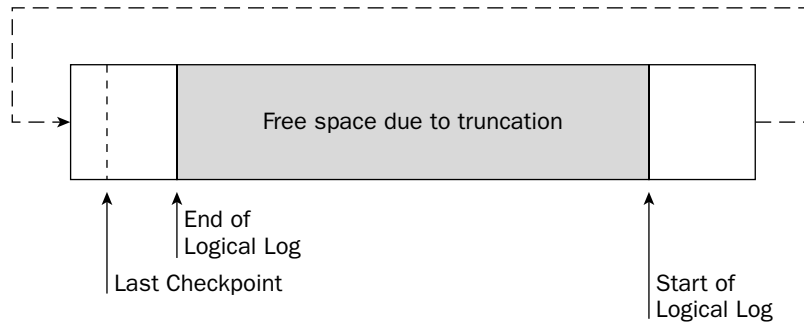 Free space due to truncation
End of
Logical Log
Last Checkpoint
Start of
Logical Log